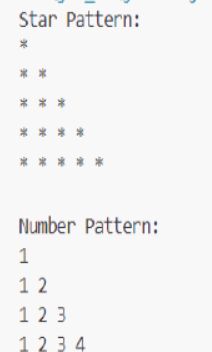 Star Pattern:
*
* *
* * *
* * * *
* * * * *
Number Pattern:
1
1 2
1 2 3
1 2 3 4